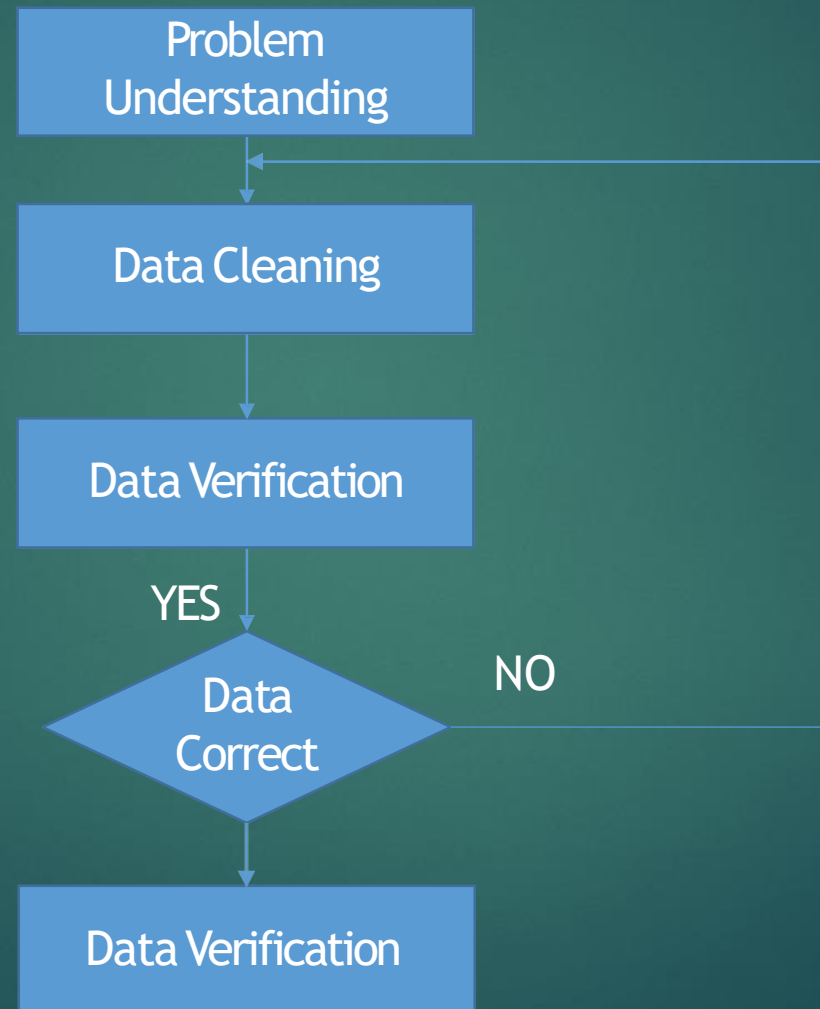 Problem
Understanding
Data Cleaning
Data Verification
YES
NO
Data
Correct
Data Verification